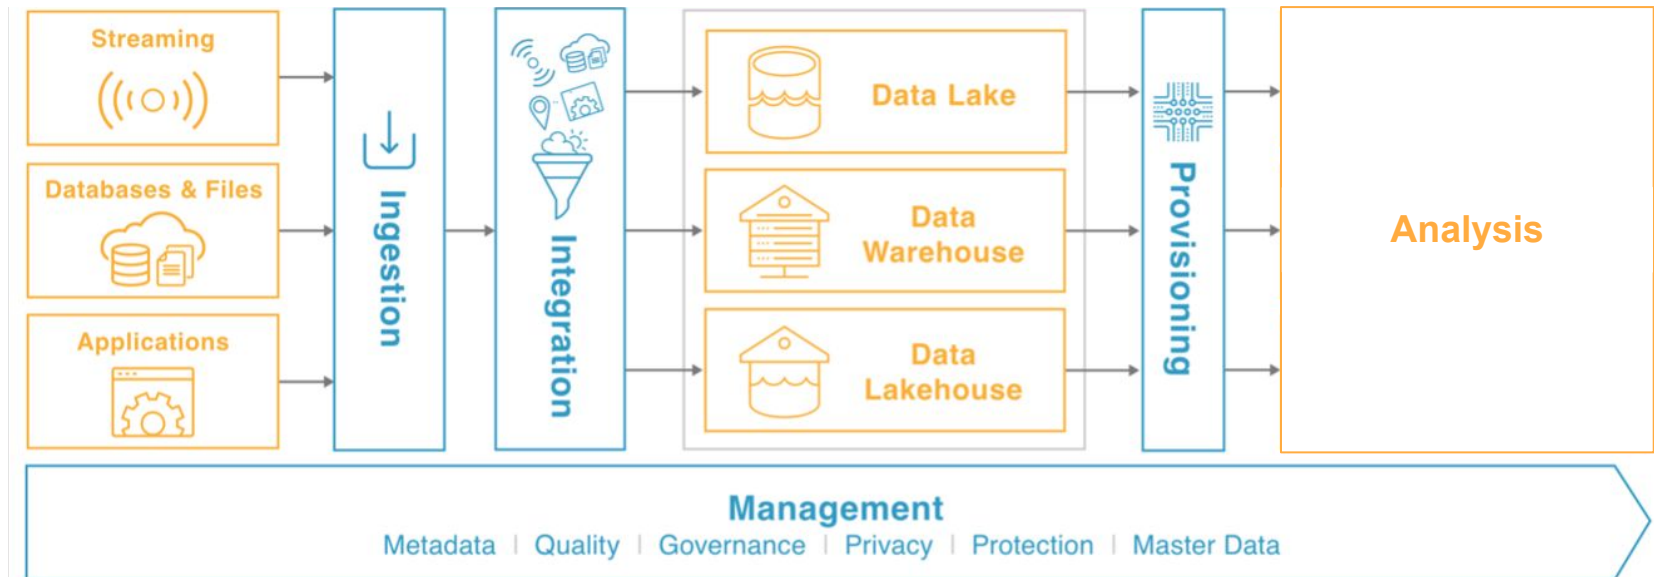 Streaming
Databases & Files
Applications
Ingestion
Integration
Data Lake
Data
Warehouse
Data
Lakehouse
Provisioning
Analysis
Management
Metadata | Quality | Governance | Privacy | Protection | Master Data